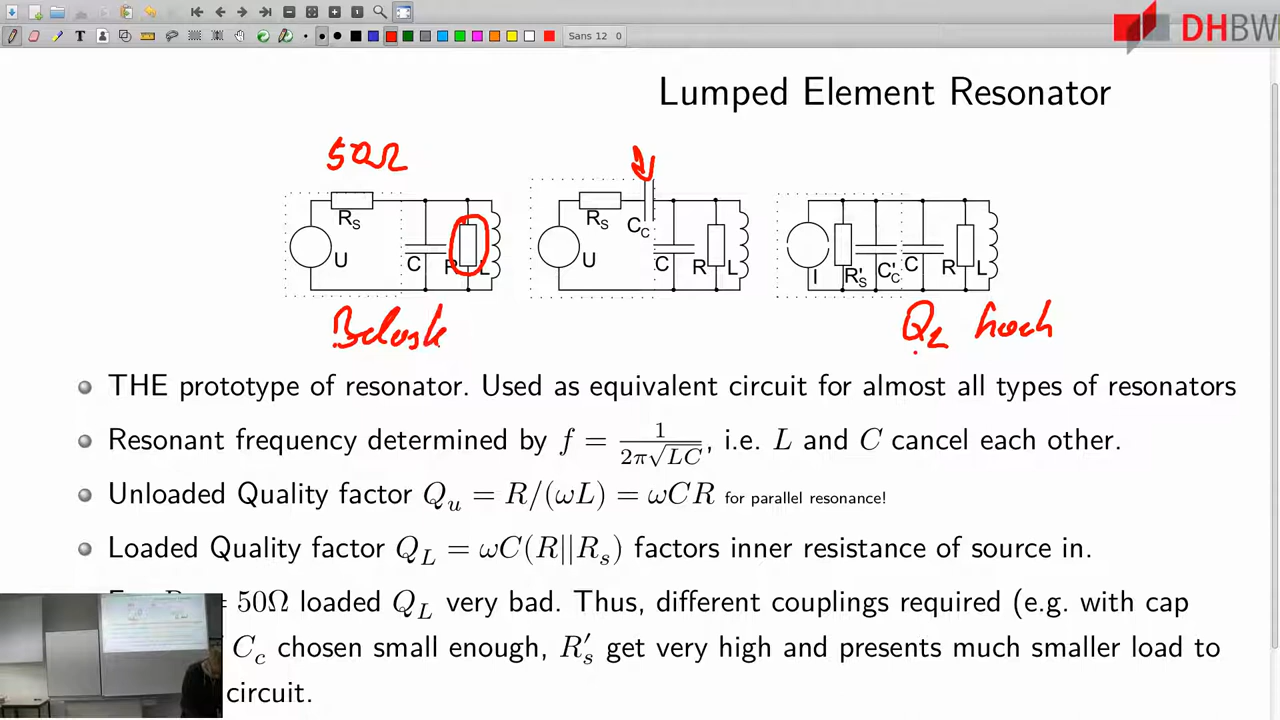 Sans 12 0
DHBW
Lumped Element Resonator
50Ω
R_S U C R L
R_S C_C U C R L
I R'_S C'_C C R L
Q_L hoch
THE prototype of resonator. Used as equivalent circuit for almost all types of resonators
Resonant frequency determined by f = 1/(2π√LC), i.e. L and C cancel each other.
Unloaded Quality factor Q_u = R/(ωL) = ωCR for parallel resonance!
Loaded Quality factor Q_L = ωC(R||R_s) factors inner resistance of source in.
= 50Ω loaded Q_L very bad. Thus, different couplings required (e.g. with cap
C_c chosen small enough, R'_s get very high and presents much smaller load to
circuit.